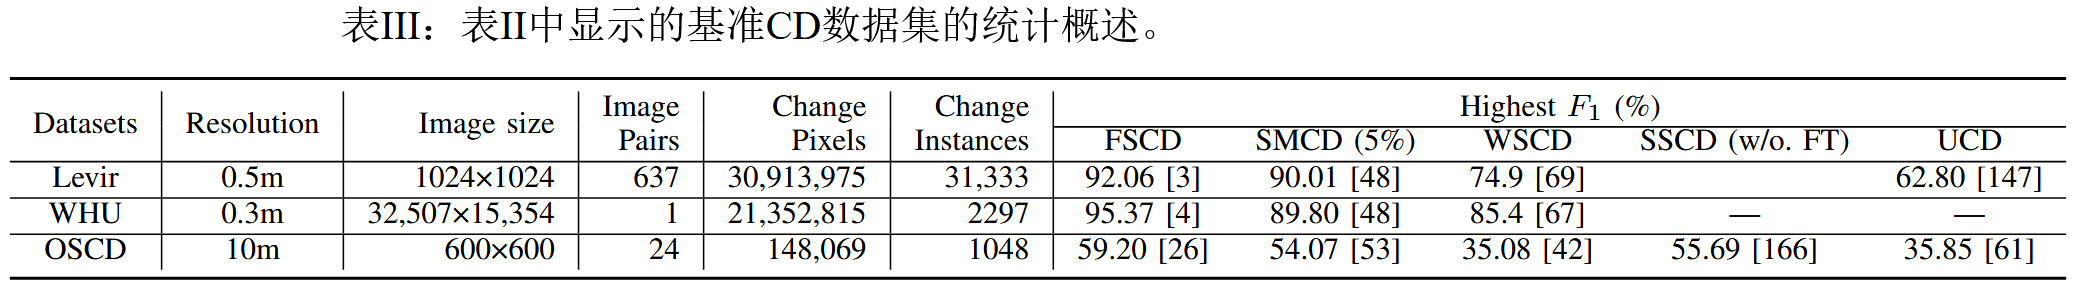 表III：表II中显示的基准CD数据集的统计概述。
Datasets Resolution Image size Image Pairs Change Pixels Change Instances Highest F1 (%)
FSCD SMCD (5%) WSCD SSCD (w/o. FT) UCD
Levir 0.5m 1024×1024 637 30,913,975 31,333 92.06 [3] 90.01 [48] 74.9 [69] 62.80 [147]
WHU 0.3m 32,507×15,354 1 21,352,815 2297 95.37 [4] 89.80 [48] 85.4 [67] — —
OSCD 10m 600×600 24 148,069 1048 59.20 [26] 54.07 [53] 35.08 [42] 55.69 [166] 35.85 [61]